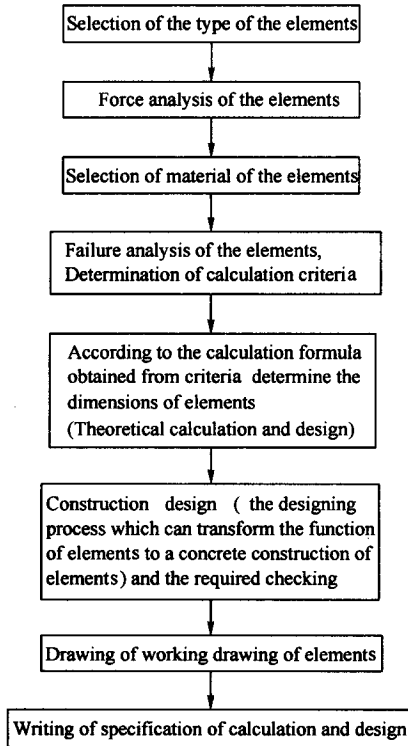 Selection of the type of the elements
Force analysis of the elements
Selection of material of the elements
Failure analysis of the elements,
Determination of calculation criteria
According to the calculation formula
obtained from criteria determine the
dimensions of elements
(Theoretical calculation and design)
Construction design ( the designing
process which can transform the function
of elements to a concrete construction of
elements) and the required checking
Drawing of working drawing of elements
Writing of specification of calculation and design